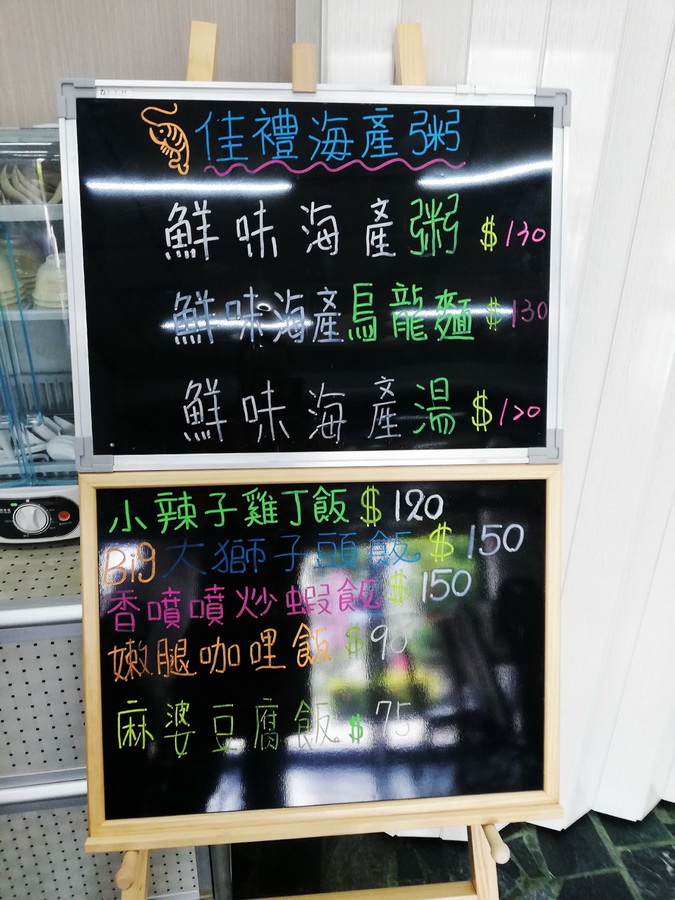 佳禮海產粥
鮮味海產粥 $130
鮮味海產烏龍麵 $130
鮮味海產湯 $120
小辣子雞丁飯 $120
Big大獅子頭飯 $150
香噴噴炒蝦飯 $150
嫩腿咖哩飯 $90
麻婆豆腐飯 $75